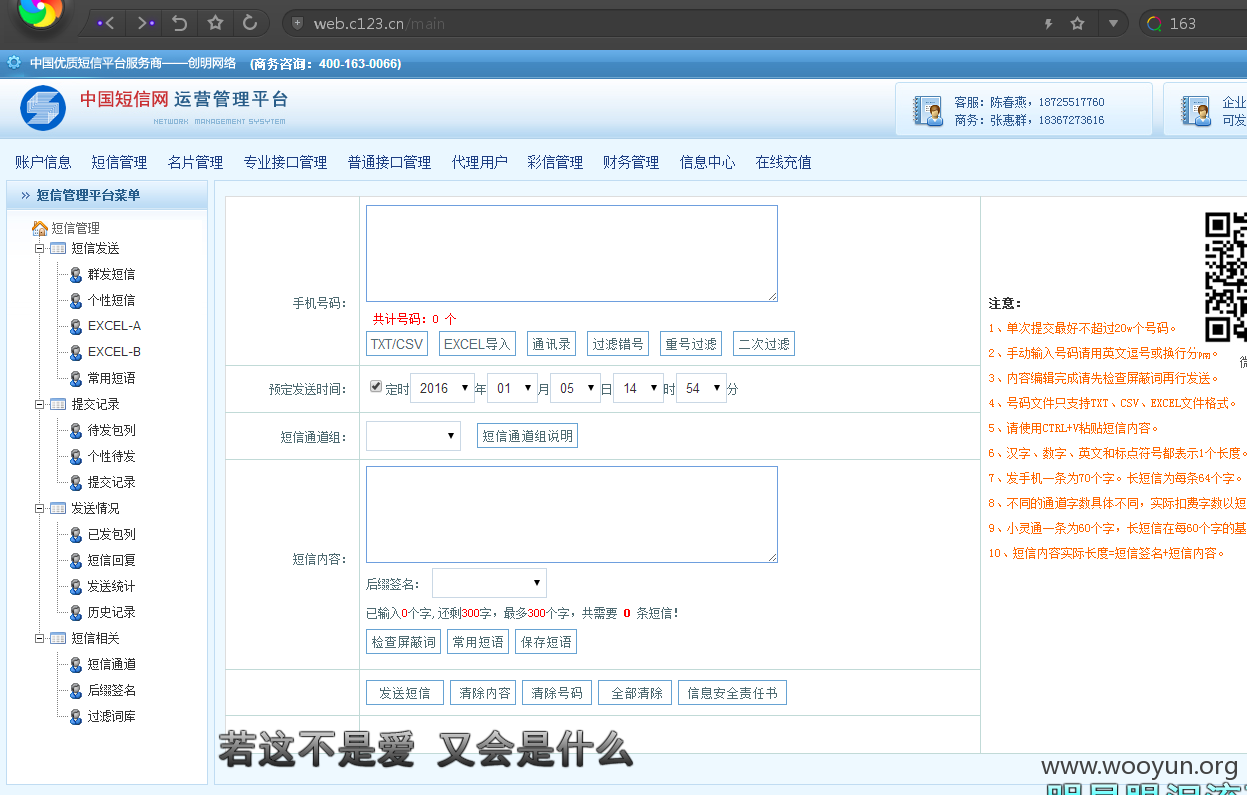 web.c123.cn/main
163
中国优质短信平台服务商——创明网络 (商务咨询：400-163-0066)
中国短信网 运营管理平台
NETWORK MANAGEMENT SYSYTEM
客服：陈春燕，18725517760
商务：张惠群，18367273616
企业
可发
账户信息 短信管理 名片管理 专业接口管理 普通接口管理 代理用户 彩信管理 财务管理 信息中心 在线充值
短信管理平台菜单
短信管理
短信发送
群发短信
个性短信
EXCEL-A
EXCEL-B
常用短语
提交记录
待发包列
个性待发
提交记录
发送情况
已发包列
短信回复
发送统计
历史记录
短信相关
短信通道
后缀签名
过滤词库
手机号码：
共计号码：0 个
TXT/CSV EXCEL导入 通讯录 过滤错号 重号过滤 二次过滤
预定发送时间： 定时 2016 年 01 月 05 日 14 时 54 分
短信通道组： 短信通道组说明
短信内容：
后缀签名：
已输入0个字,还剩300字，最多300个字，共需要 0 条短信！
检查屏蔽词 常用短语 保存短语
发送短信 清除内容 清除号码 全部清除 信息安全责任书
注意：
1、单次提交最好不超过20w个号码。
2、手动输入号码请用英文逗号或换行分png。
3、内容编辑完成请先检查屏蔽词再行发送。
4、号码文件只支持TXT、CSV、EXCEL文件格式。
5、请使用CTRL+V粘贴短信内容。
6、汉字、数字、英文和标点符号都表示1个长度。
7、发手机一条为70个字。长短信为每条64个字。
8、不同的通道字数具体不同，实际扣费字数以短
9、小灵通一条为60个字，长短信在每60个字的基
10、短信内容实际长度=短信签名+短信内容。
若这不是爱 又会是什么
www.wooyun.org